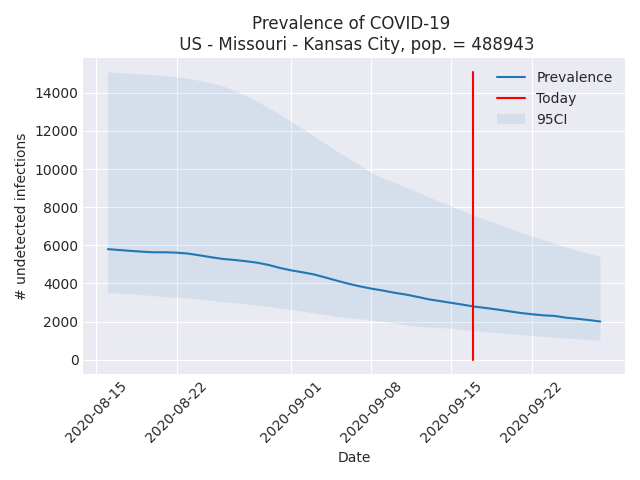 Prevalence of COVID-19
US - Missouri - Kansas City, pop. = 488943
# undetected infections
14000
12000
10000
8000
6000
4000
2000
0
Prevalence
Today
95CI
2020-08-15
2020-08-22
2020-09-01
2020-09-08
2020-09-15
2020-09-22
Date